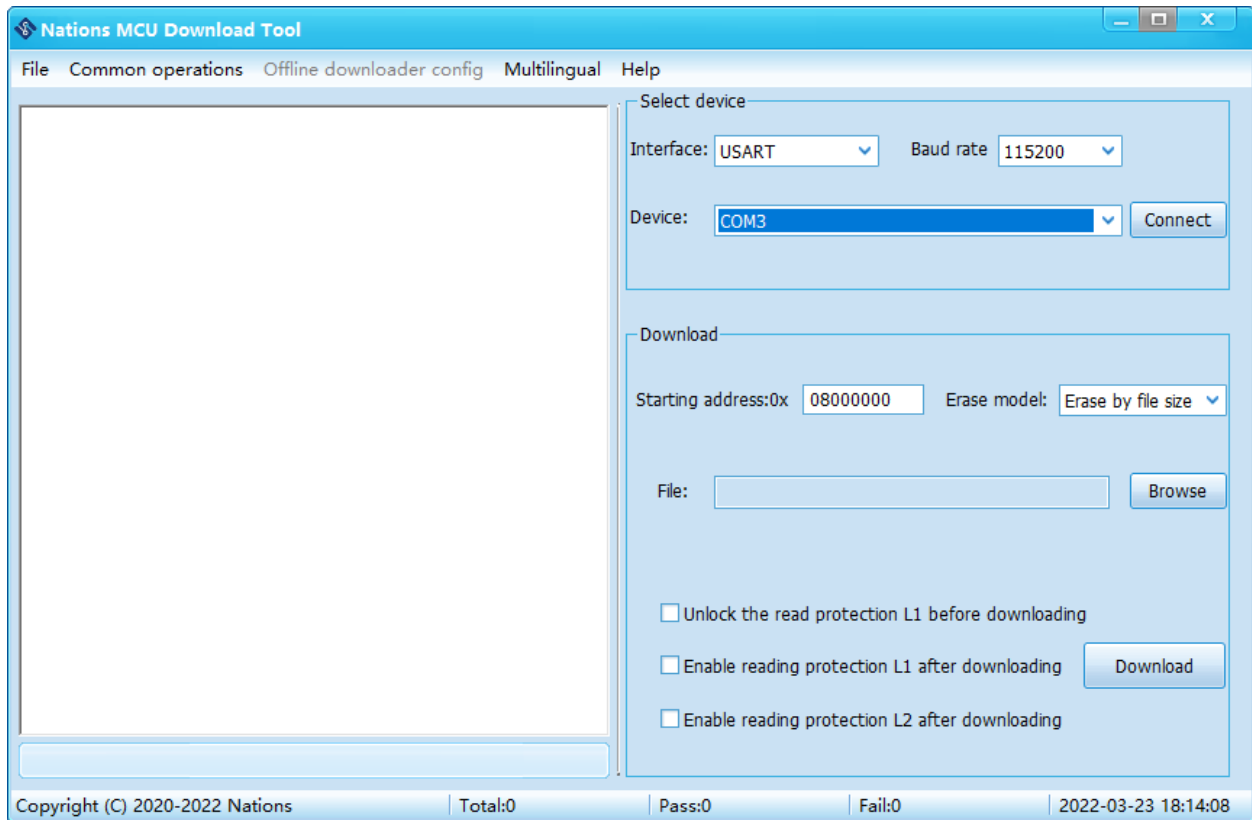 Nations MCU Download Tool
File Common operations Offline downloader config Multilingual Help
Select device
Interface: USART Baud rate 115200
Device: COM3 Connect
Download
Starting address:0x 08000000 Erase model: Erase by file size
File: Browse
Unlock the read protection L1 before downloading
Enable reading protection L1 after downloading Download
Enable reading protection L2 after downloading
Copyright (C) 2020-2022 Nations Total:0 Pass:0 Fail:0 2022-03-23 18:14:08